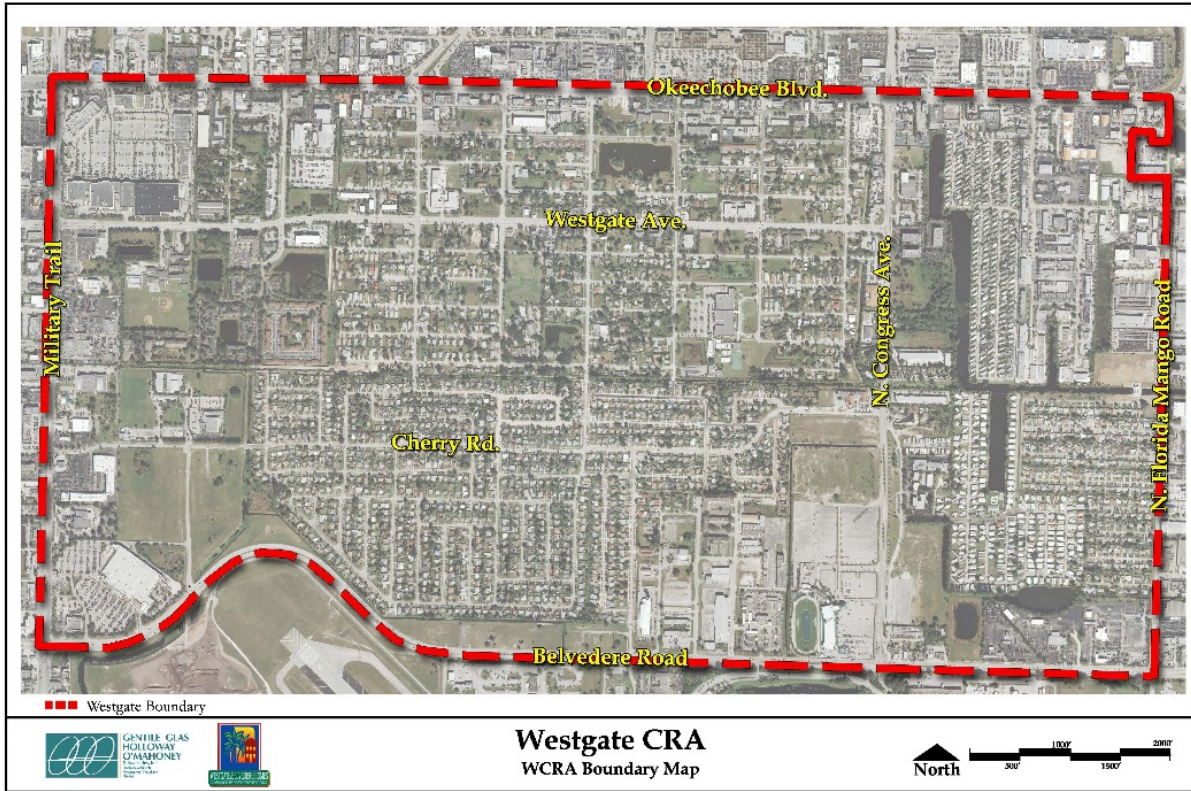 Okeechobee Blvd.
Westgate Ave.
Military Trail
N. Congress Ave.
N. Florida Mango Road
Cherry Rd.
Belvedere Road
Westgate Boundary
GENTILE GLAS
HOLLOWAY
O'MAHONEY
Westgate CRA
WCRA Boundary Map
North
500'
1000'
1500'
2000'